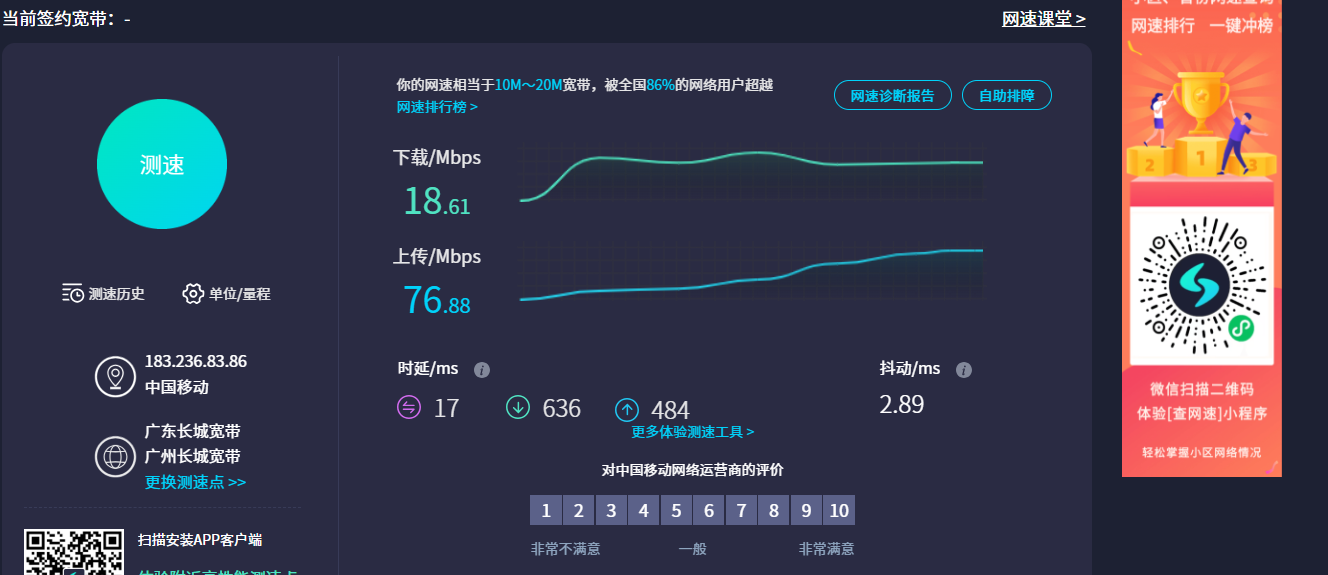 当前签约宽带：-
网速课堂 >
你的网速相当于10M～20M宽带，被全国86%的网络用户超越
网速排行榜 >
网速诊断报告
自助排障
测速
下载/Mbps
18.61
上传/Mbps
76.88
测速历史
单位/量程
183.236.83.86
中国移动
广东长城宽带
广州长城宽带
更换测速点 >>
时延/ms
17
636
484
抖动/ms
2.89
更多体验测速工具 >
对中国移动网络运营商的评价
1 2 3 4 5 6 7 8 9 10
非常不满意
一般
非常满意
扫描安装APP客户端
网速排行 一键冲榜
2
1
3
微信扫描二维码
体验[查网速]小程序
轻松掌握小区网络情况